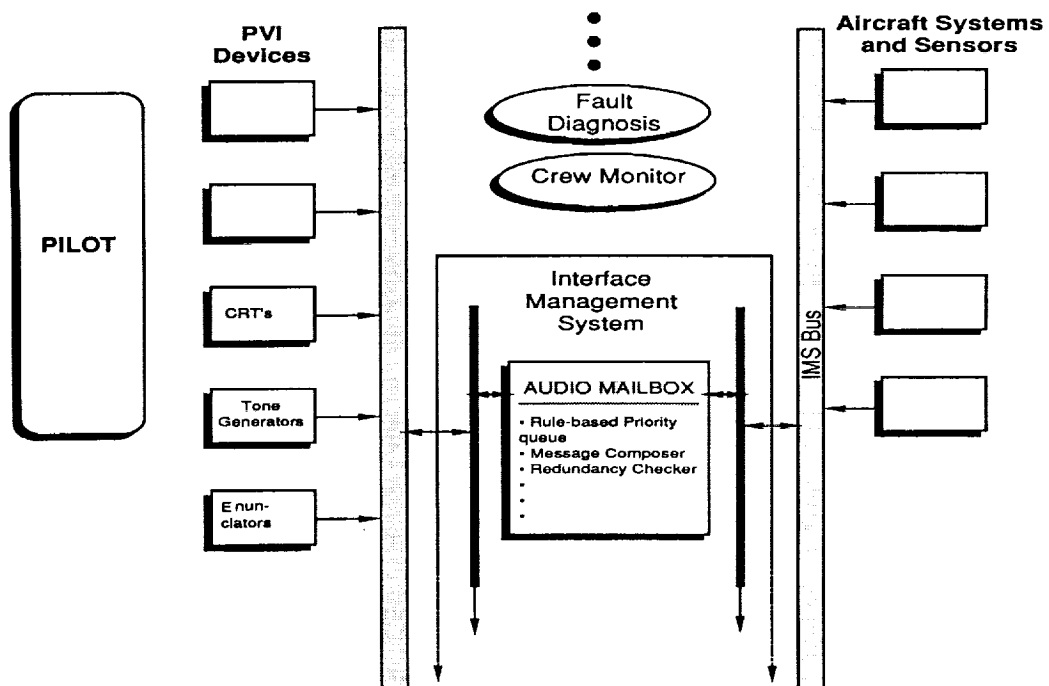 PVI
Devices
Aircraft Systems
and Sensors
Fault
Diagnosis
Crew Monitor
PILOT
Interface
Management
System
CRT's
IMS Bus
AUDIO MAILBOX
Tone
Generators
• Rule-based Priority
queue
• Message Composer
• Redundancy Checker
•
•
•
Enun-
ciators